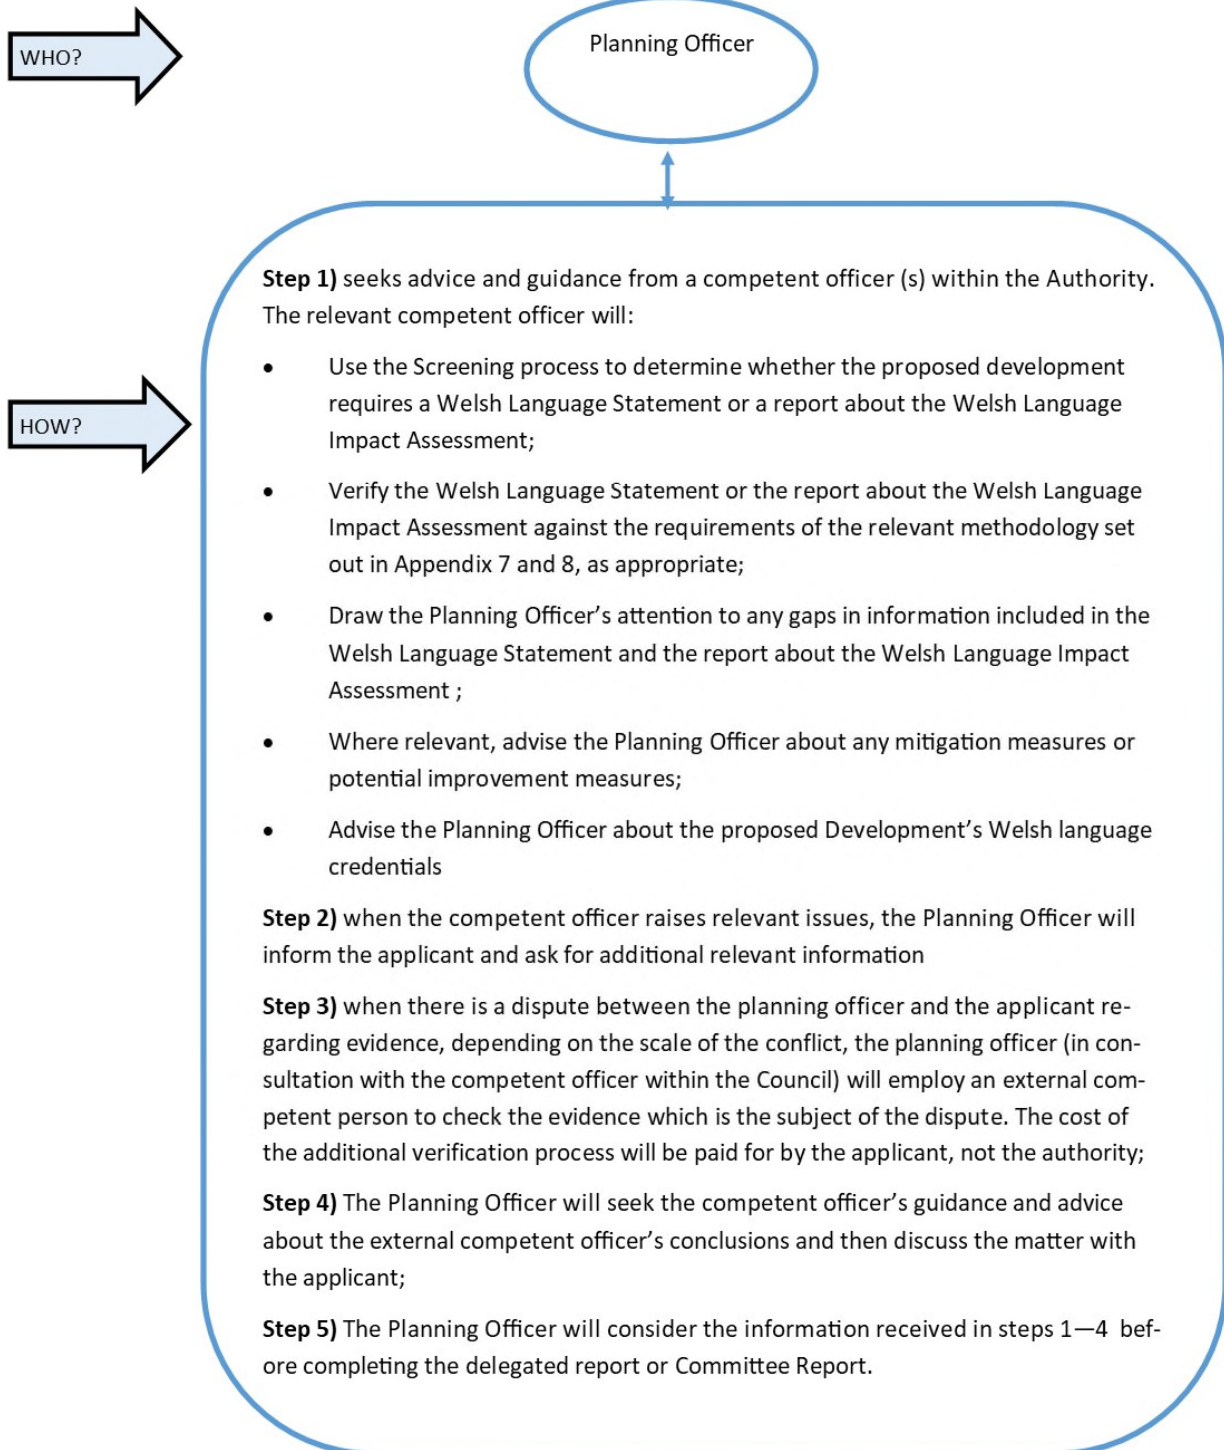 WHO?
Planning Officer
HOW?
Step 1) seeks advice and guidance from a competent officer (s) within the Authority.
The relevant competent officer will:
• Use the Screening process to determine whether the proposed development
requires a Welsh Language Statement or a report about the Welsh Language
Impact Assessment;
• Verify the Welsh Language Statement or the report about the Welsh Language
Impact Assessment against the requirements of the relevant methodology set
out in Appendix 7 and 8, as appropriate;
• Draw the Planning Officer’s attention to any gaps in information included in the
Welsh Language Statement and the report about the Welsh Language Impact
Assessment ;
• Where relevant, advise the Planning Officer about any mitigation measures or
potential improvement measures;
• Advise the Planning Officer about the proposed Development’s Welsh language
credentials
Step 2) when the competent officer raises relevant issues, the Planning Officer will
inform the applicant and ask for additional relevant information
Step 3) when there is a dispute between the planning officer and the applicant re-
garding evidence, depending on the scale of the conflict, the planning officer (in con-
sultation with the competent officer within the Council) will employ an external com-
petent person to check the evidence which is the subject of the dispute. The cost of
the additional verification process will be paid for by the applicant, not the authority;
Step 4) The Planning Officer will seek the competent officer’s guidance and advice
about the external competent officer’s conclusions and then discuss the matter with
the applicant;
Step 5) The Planning Officer will consider the information received in steps 1—4 bef-
ore completing the delegated report or Committee Report.